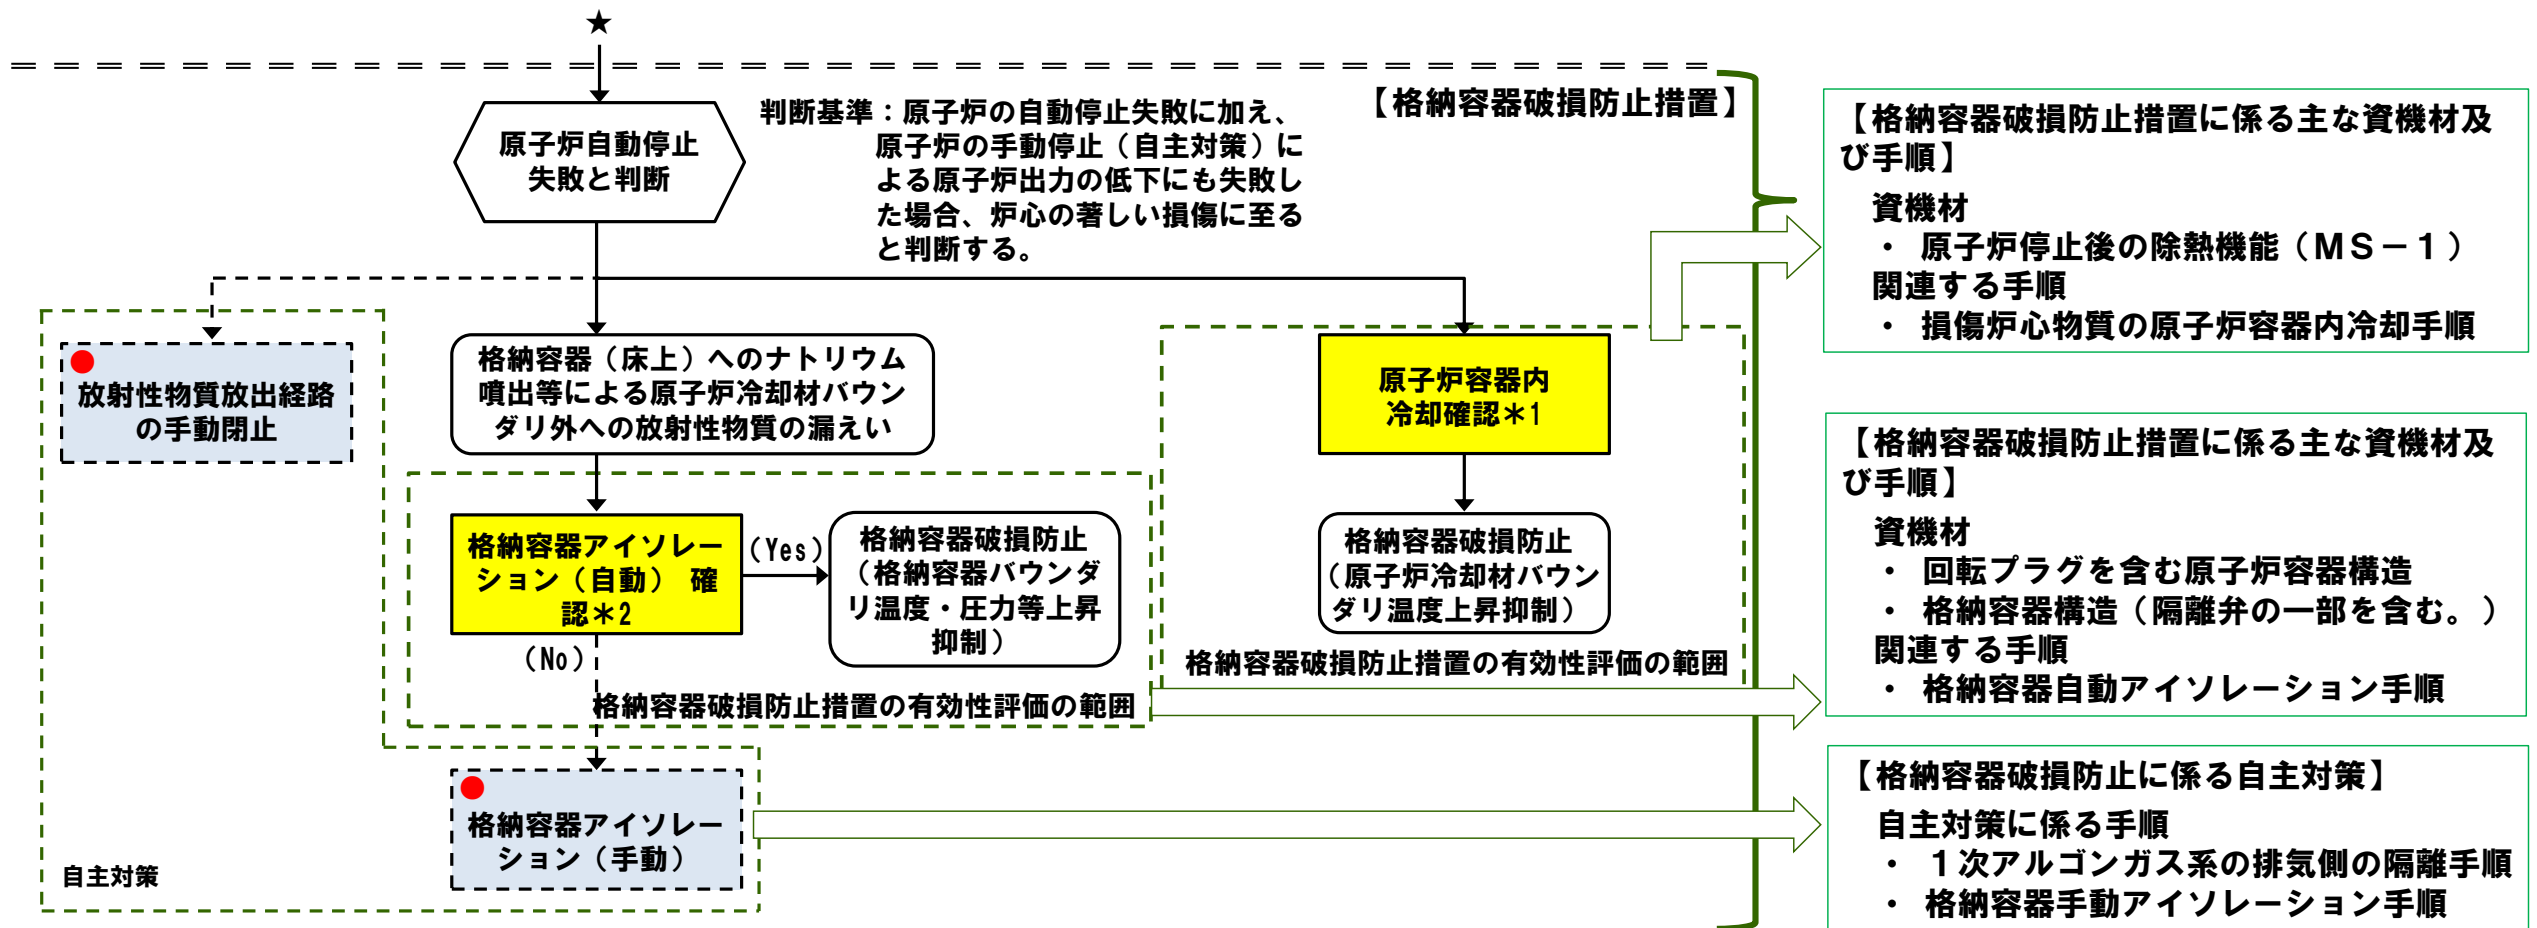 ★
原子炉自動停止
失敗と判断
判断基準：原子炉の自動停止失敗に加え、
原子炉の手動停止（自主対策）に
よる原子炉出力の低下にも失敗し
た場合、炉心の著しい損傷に至る
と判断する。
【格納容器破損防止措置】
放射性物質放出経路
の手動閉止
格納容器（床上）へのナトリウム
噴出等による原子炉冷却材バウン
ダリ外への放射性物質の漏えい
原子炉容器内
冷却確認＊1
格納容器アイソレー
ション（自動） 確
認＊2
（Yes）
（No）
格納容器破損防止
（格納容器バウンダ
リ温度・圧力等上昇
抑制）
格納容器破損防止
（原子炉冷却材バウン
ダリ温度上昇抑制）
格納容器破損防止措置の有効性評価の範囲
格納容器破損防止措置の有効性評価の範囲
格納容器アイソレー
ション（手動）
自主対策
【格納容器破損防止措置に係る主な資機材及
び手順】
資機材
・ 原子炉停止後の除熱機能（ＭＳ－１）
関連する手順
・ 損傷炉心物質の原子炉容器内冷却手順
【格納容器破損防止措置に係る主な資機材及
び手順】
資機材
・ 回転プラグを含む原子炉容器構造
・ 格納容器構造（隔離弁の一部を含む。）
関連する手順
・ 格納容器自動アイソレーション手順
【格納容器破損防止に係る自主対策】
自主対策に係る手順
・ １次アルゴンガス系の排気側の隔離手順
・ 格納容器手動アイソレーション手順